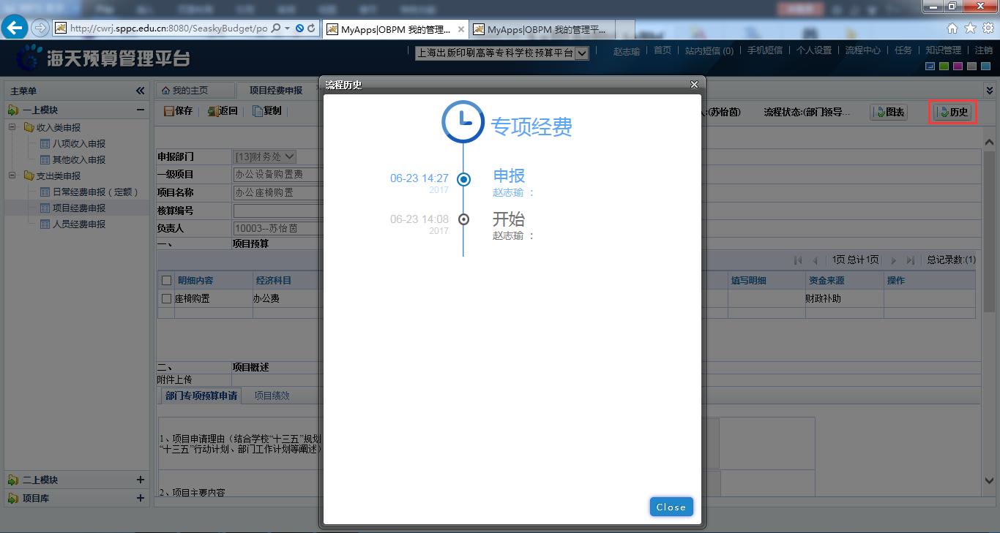 http://cwrj.sppc.edu.cn:8080/SeaskyBudget/po
MyApps|OBPM 我的管理...
MyApps|OBPM 我的管理平...
海天预算管理平台
上海出版印刷高等专科学校预算平台
赵志瑜 首页 站内短信 (0) 手机短信 个人设置 流程中心 任务 知识管理 注销
主菜单
我的主页
项目经费申报
一上模块
保存 返回 复制
:(苏怡茵) 流程状态:(部门领导... 图表 历史
收入类申报
八项收入申报
其他收入申报
支出类申报
日常经费申报 ( 定额 )
项目经费申报
人员经费申报
二上模块
项目库
申报部门 [13]财务处
一级项目 办公设备购置费
项目名称 办公座椅购置
核算编号
负责人 10003--苏怡茵
一、 项目预算
1页 总计1页 总记录数:(1)
明细内容 经济科目 填写明细 资金来源 操作
座椅购置 办公费 财政补助
二、 项目概述
附件上传
部门专项预算申请 项目绩效
1、项目申请理由（结合学校“十三五”规划
“十三五”行动计划、部门工作计划等阐述）
2、项目主要内容
流程历史
专项经费
06-23 14:27 申报
2017 赵志瑜 ：
06-23 14:08 开始
2017 赵志瑜 ：
Close